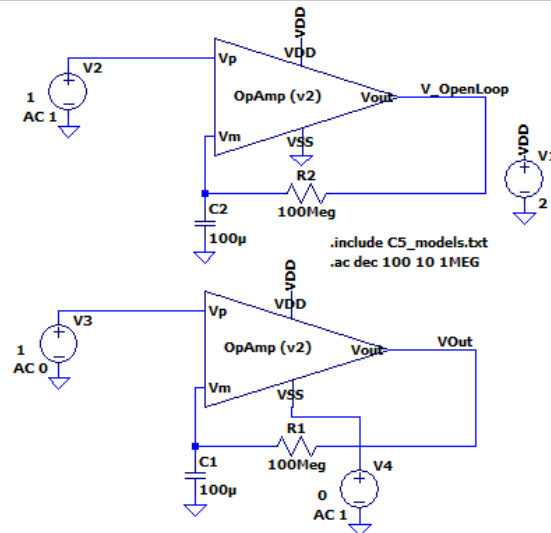 VDD
V2
Vp
VDD
1
AC 1
OpAmp (v2)
Vout
V_OpenLoop
Vm
VSS
VDD
V1
R2
100Meg
2
C2
100µ
.include C5_models.txt
.ac dec 100 10 1MEG
VDD
V3
Vp
VDD
1
AC 0
OpAmp (v2)
Vout
VOut
Vm
VSS
R1
100Meg
C1
100µ
V4
0
AC 1